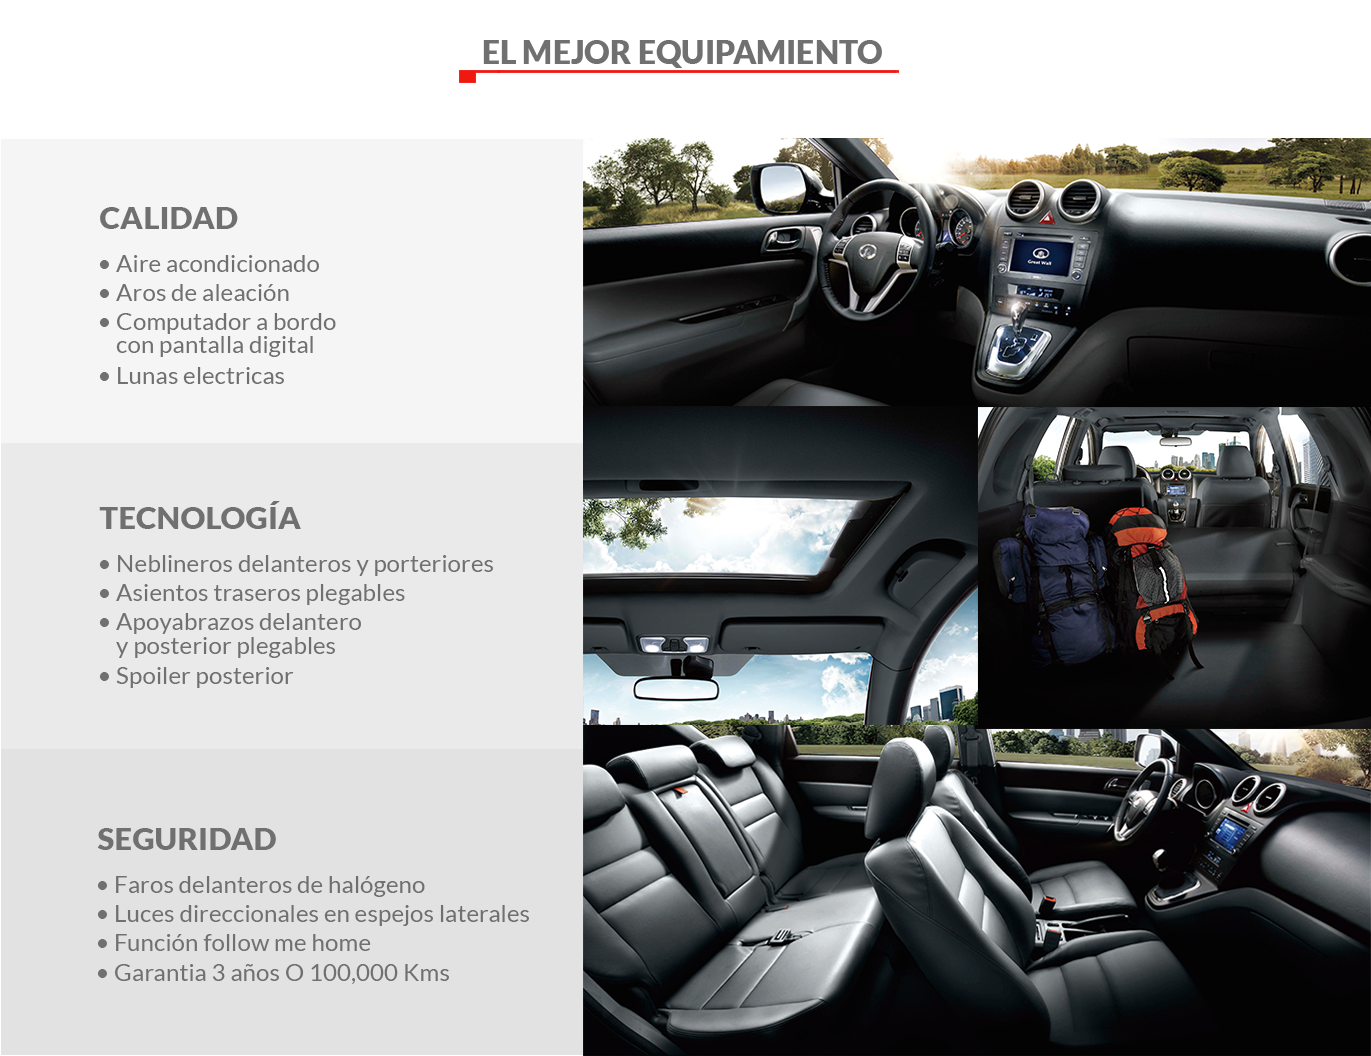 EL MEJOR EQUIPAMIENTO
CALIDAD
• Aire acondicionado
• Aros de aleación
• Computador a bordo
con pantalla digital
• Lunas electricas
Great Wall
TECNOLOGÍA
• Neblineros delanteros y porteriores
• Asientos traseros plegables
• Apoyabrazos delantero
y posterior plegables
• Spoiler posterior
SEGURIDAD
• Faros delanteros de halógeno
• Luces direccionales en espejos laterales
• Función follow me home
• Garantia 3 años O 100,000 Kms